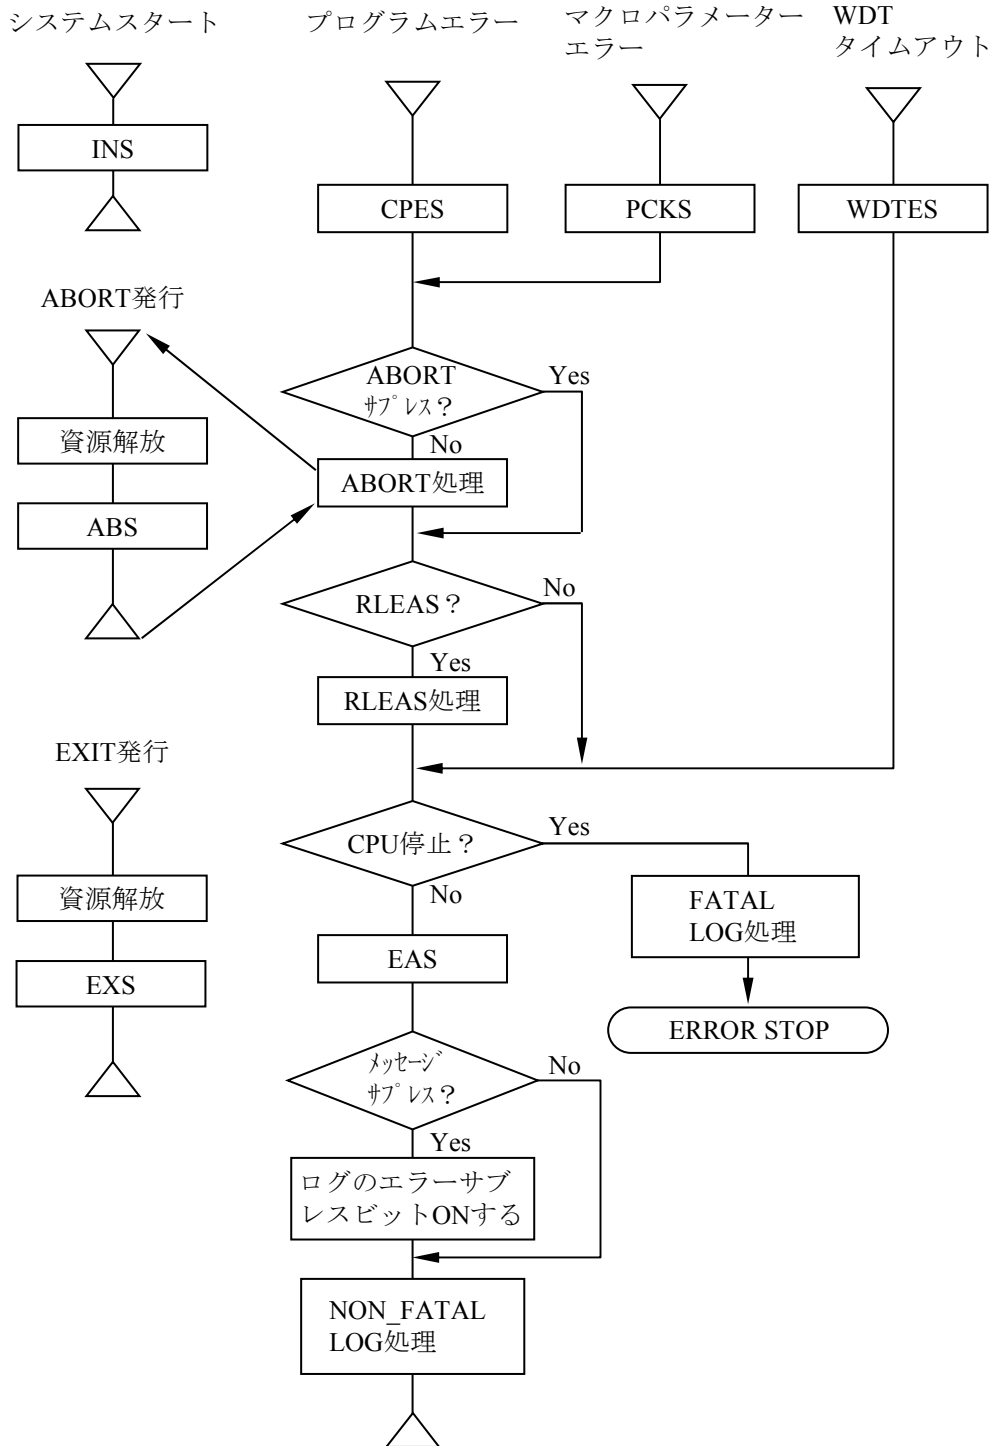 システムスタート
プログラムエラー
マクロパラメーター
エラー
WDT
タイムアウト
INS
CPES
PCKS
WDTES
ABORT発行
ABORT
ｻﾌﾟﾚｽ？
Yes
No
資源解放
ABORT処理
ABS
RLEAS？
No
Yes
RLEAS処理
EXIT発行
CPU停止？
Yes
No
資源解放
FATAL
LOG処理
EAS
EXS
ERROR STOP
ﾒｯｾｰｼﾞ
ｻﾌﾟﾚｽ？
No
Yes
ログのエラーサブ
レスビットONする
NON_FATAL
LOG処理